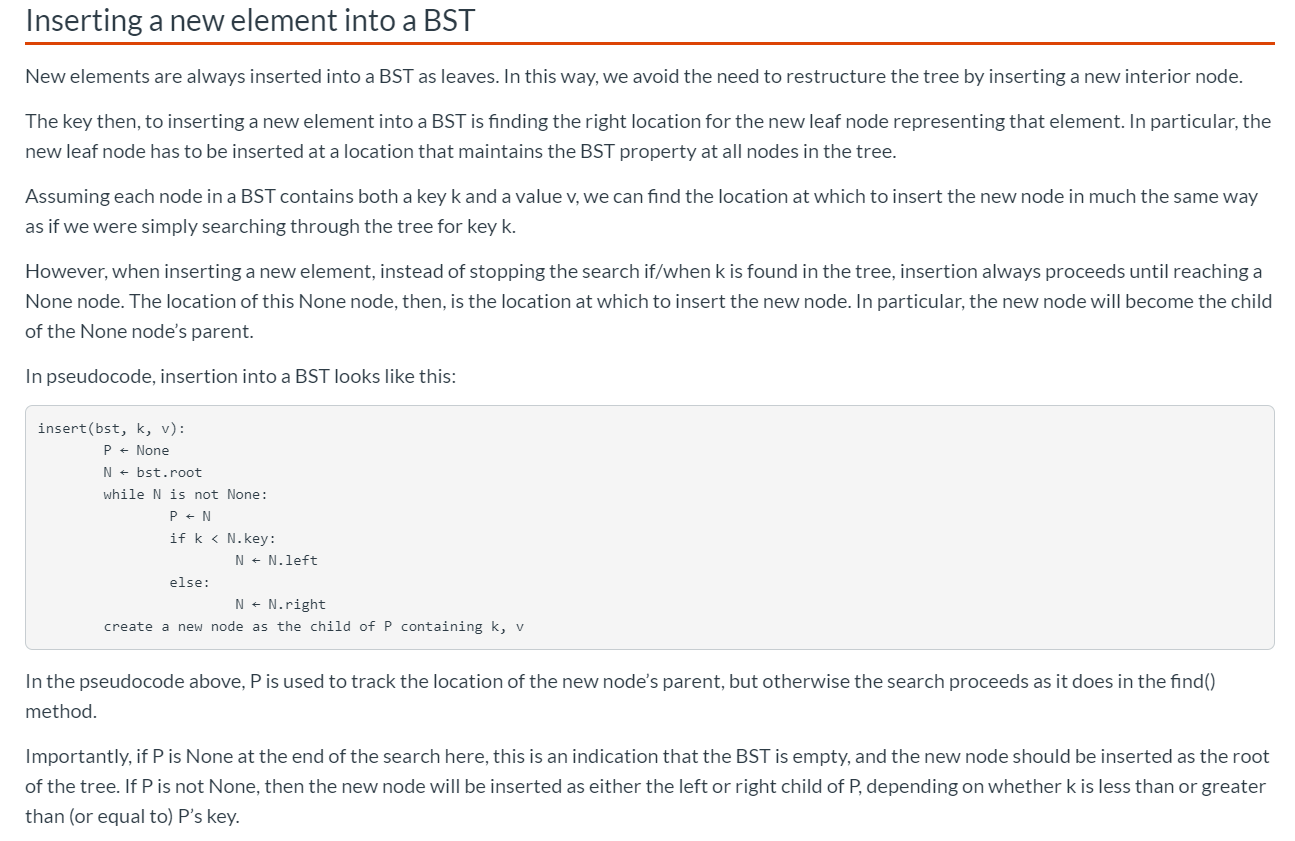 Inserting a new element into a BST
New elements are always inserted into a BST as leaves. In this way, we avoid the need to restructure the tree by inserting a new interior node.
The key then, to inserting a new element into a BST is finding the right location for the new leaf node representing that element. In particular, the
new leaf node has to be inserted at a location that maintains the BST property at all nodes in the tree.
Assuming each node in a BST contains both a key k and a value v, we can find the location at which to insert the new node in much the same way
as if we were simply searching through the tree for key k.
However, when inserting a new element, instead of stopping the search if/when k is found in the tree, insertion always proceeds until reaching a
None node. The location of this None node, then, is the location at which to insert the new node. In particular, the new node will become the child
of the None node’s parent.
In pseudocode, insertion into a BST looks like this:
insert(bst, k, v):
        P ← None
        N ← bst.root
        while N is not None:
                P ← N
                if k < N.key:
                        N ← N.left
                else:
                        N ← N.right
        create a new node as the child of P containing k, v
In the pseudocode above, P is used to track the location of the new node’s parent, but otherwise the search proceeds as it does in the find()
method.
Importantly, if P is None at the end of the search here, this is an indication that the BST is empty, and the new node should be inserted as the root
of the tree. If P is not None, then the new node will be inserted as either the left or right child of P, depending on whether k is less than or greater
than (or equal to) P’s key.